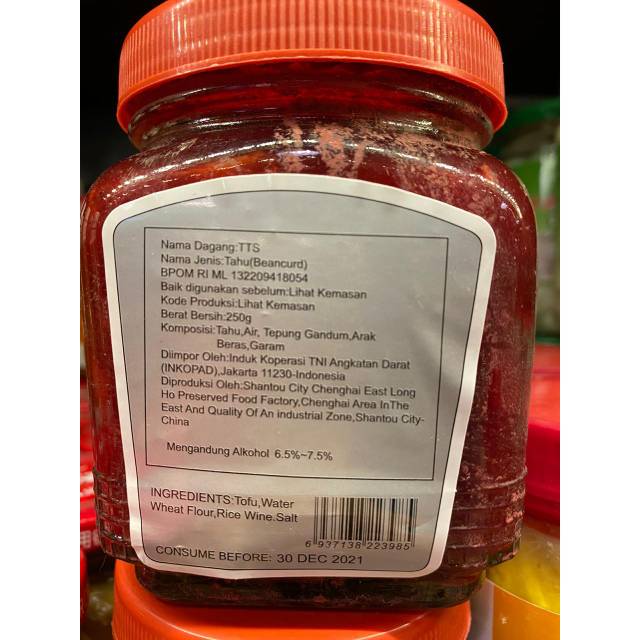 Nama Dagang:TTS
Nama Jenis:Tahu(Beancurd)
BPOM RI ML 132209418054
Baik digunakan sebelum:Lihat Kemasan
Kode Produksi:Lihat Kemasan
Berat Bersih:250g
Komposisi:Tahu,Air, Tepung Gandum,Arak
Beras,Garam
Diimpor Oleh:Induk Koperasi TNI Angkatan Darat
(INKOPAD),Jakarta 11230-Indonesia
Diproduksi Oleh:Shantou City Chenghai East Long
Ho Preserved Food Factory,Chenghai Area InThe
East And Quality Of An industrial Zone,Shantou City-
China
Mengandung Alkohol 6.5%~7.5%
INGREDIENTS:Tofu,Water
Wheat Flour,Rice Wine.Salt
6 937138 223985
CONSUME BEFORE: 30 DEC 2021